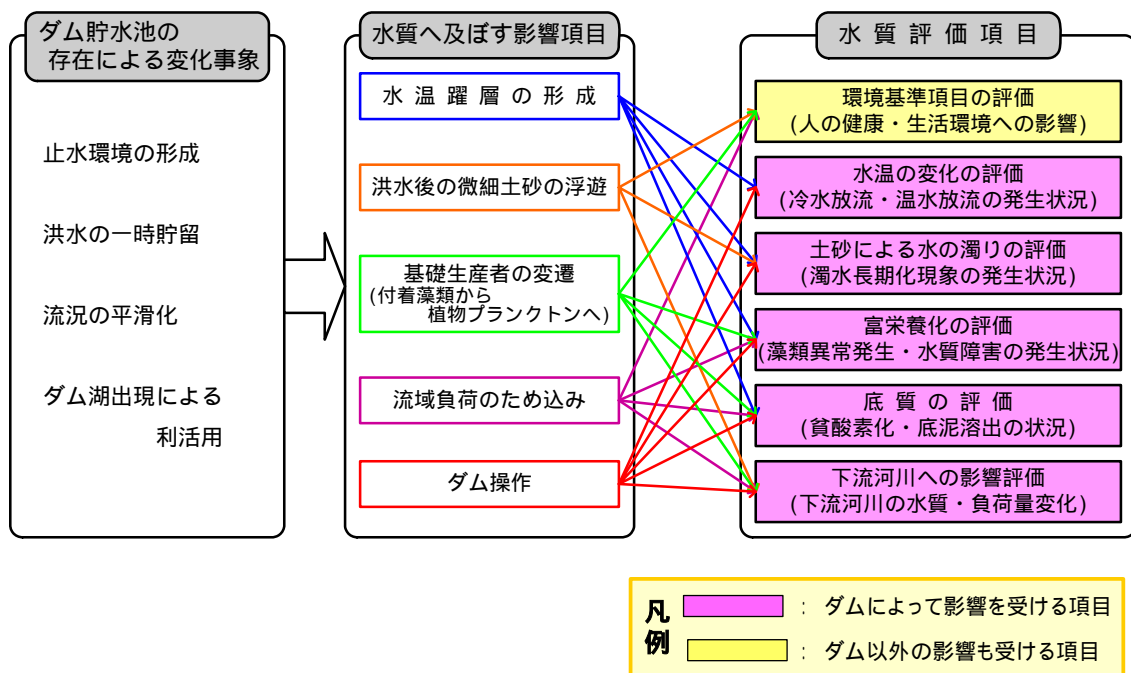 ダム貯水池の
存在による変化事象
止水環境の形成
洪水の一時貯留
流況の平滑化
ダム湖出現による
利活用
水質へ及ぼす影響項目
水温躍層の形成
洪水後の微細土砂の浮遊
基礎生産者の変遷
(付着藻類から
植物プランクトンへ)
流域負荷のため込み
ダム操作
水質評価項目
環境基準項目の評価
(人の健康・生活環境への影響)
水温の変化の評価
(冷水放流・温水放流の発生状況)
土砂による水の濁りの評価
(濁水長期化現象の発生状況)
富栄養化の評価
(藻類異常発生・水質障害の発生状況)
底質の評価
(貧酸素化・底泥溶出の状況)
下流河川への影響評価
(下流河川の水質・負荷量変化)
凡例
: ダムによって影響を受ける項目
: ダム以外の影響も受ける項目